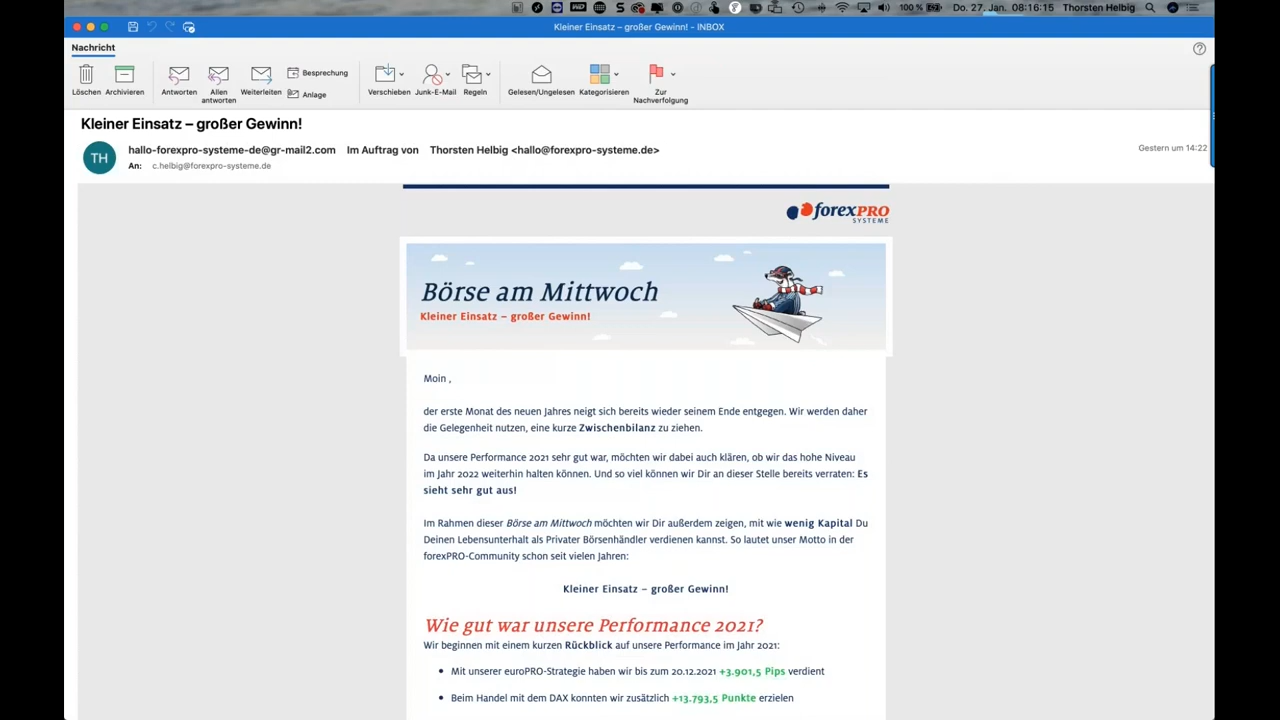 100 % Do. 27. Jan. 08:16:15 Thorsten Helbig
Kleiner Einsatz – großer Gewinn! - INBOX
Nachricht
Löschen Archivieren Antworten Allen antworten Weiterleiten Besprechung Anlage Verschieben Junk-E-Mail Regeln Gelesen/Ungelesen Kategorisieren Zur Nachverfolgung
Kleiner Einsatz – großer Gewinn!
TH
hallo-forexpro-systeme-de@gr-mail2.com Im Auftrag von Thorsten Helbig <hallo@forexpro-systeme.de>
Gestern um 14:22
An: c.helbig@forexpro-systeme.de
forexPRO
SYSTEME
Börse am Mittwoch
Kleiner Einsatz – großer Gewinn!
Moin ,
der erste Monat des neuen Jahres neigt sich bereits wieder seinem Ende entgegen. Wir werden daher
die Gelegenheit nutzen, eine kurze Zwischenbilanz zu ziehen.
Da unsere Performance 2021 sehr gut war, möchten wir dabei auch klären, ob wir das hohe Niveau
im Jahr 2022 weiterhin halten können. Und so viel können wir Dir an dieser Stelle bereits verraten: Es
sieht sehr gut aus!
Im Rahmen dieser Börse am Mittwoch möchten wir Dir außerdem zeigen, mit wie wenig Kapital Du
Deinen Lebensunterhalt als Privater Börsenhändler verdienen kannst. So lautet unser Motto in der
forexPRO-Community schon seit vielen Jahren:
Kleiner Einsatz – großer Gewinn!
Wie gut war unsere Performance 2021?
Wir beginnen mit einem kurzen Rückblick auf unsere Performance im Jahr 2021:
• Mit unserer euroPRO-Strategie haben wir bis zum 20.12.2021 +3.901,5 Pips verdient
• Beim Handel mit dem DAX konnten wir zusätzlich +13.793,5 Punkte erzielen